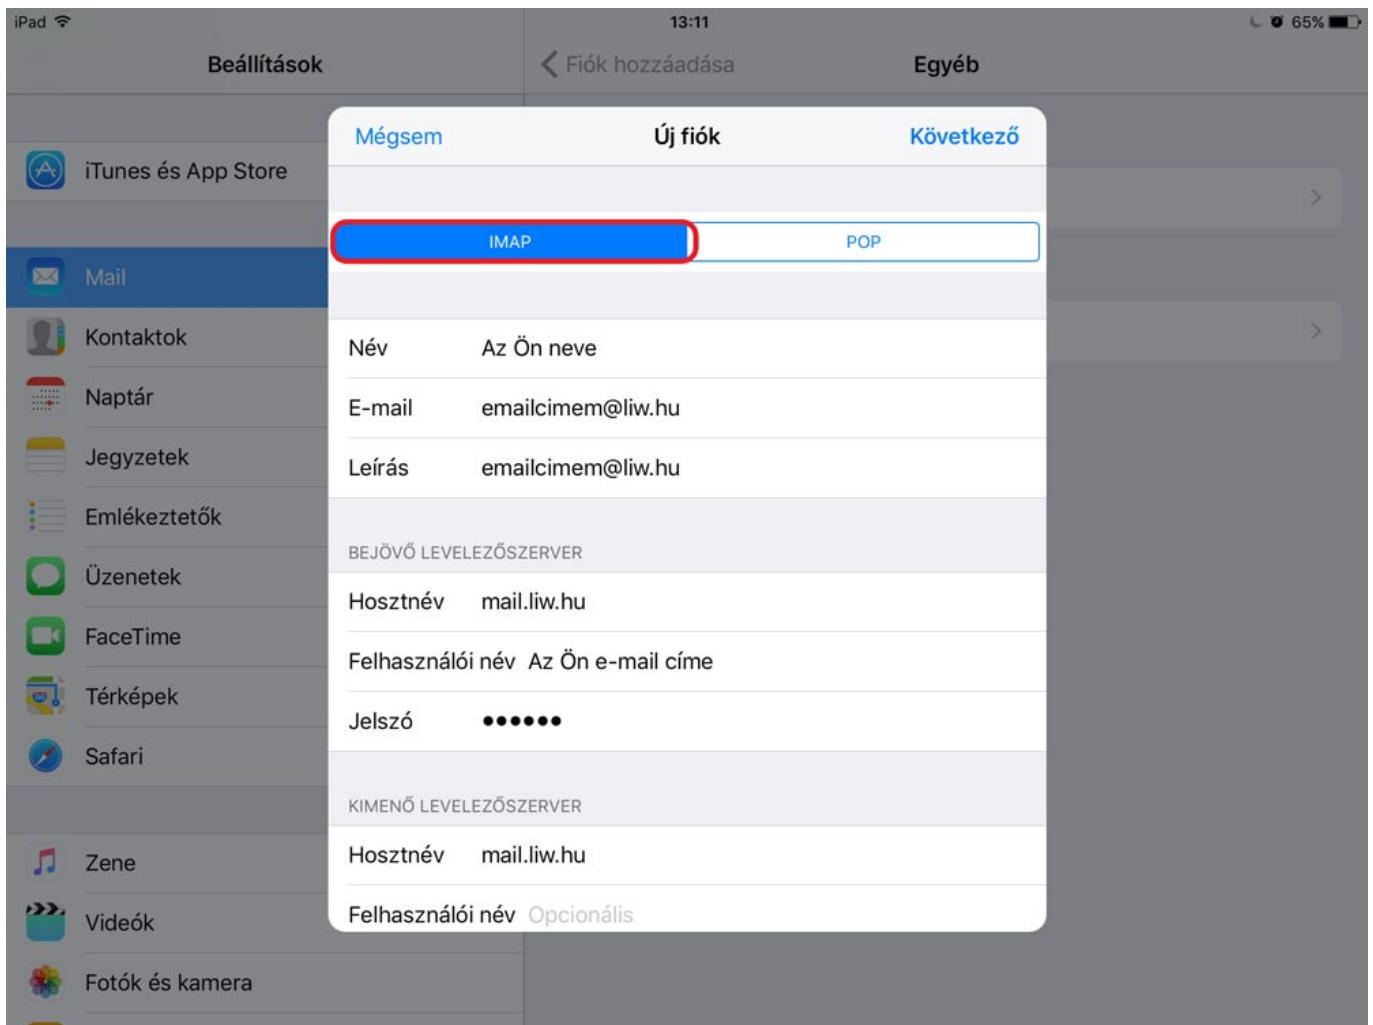 iPad 13:11 65%
Beállítások
Fiók hozzáadása Egyéb
iTunes és App Store
Mail
Kontaktok
Naptár
Jegyzetek
Emlékeztetők
Üzenetek
FaceTime
Térképek
Safari
Zene
Videók
Fotók és kamera
Mégsem Új fiók Következő
IMAP POP
Név Az Ön neve
E-mail emailcimem@liw.hu
Leírás emailcimem@liw.hu
BEJÖVŐ LEVELEZŐSZERVER
Hosztnév mail.liw.hu
Felhasználói név Az Ön e-mail címe
Jelszó ••••••
KIMENŐ LEVELEZŐSZERVER
Hosztnév mail.liw.hu
Felhasználói név Opcionális